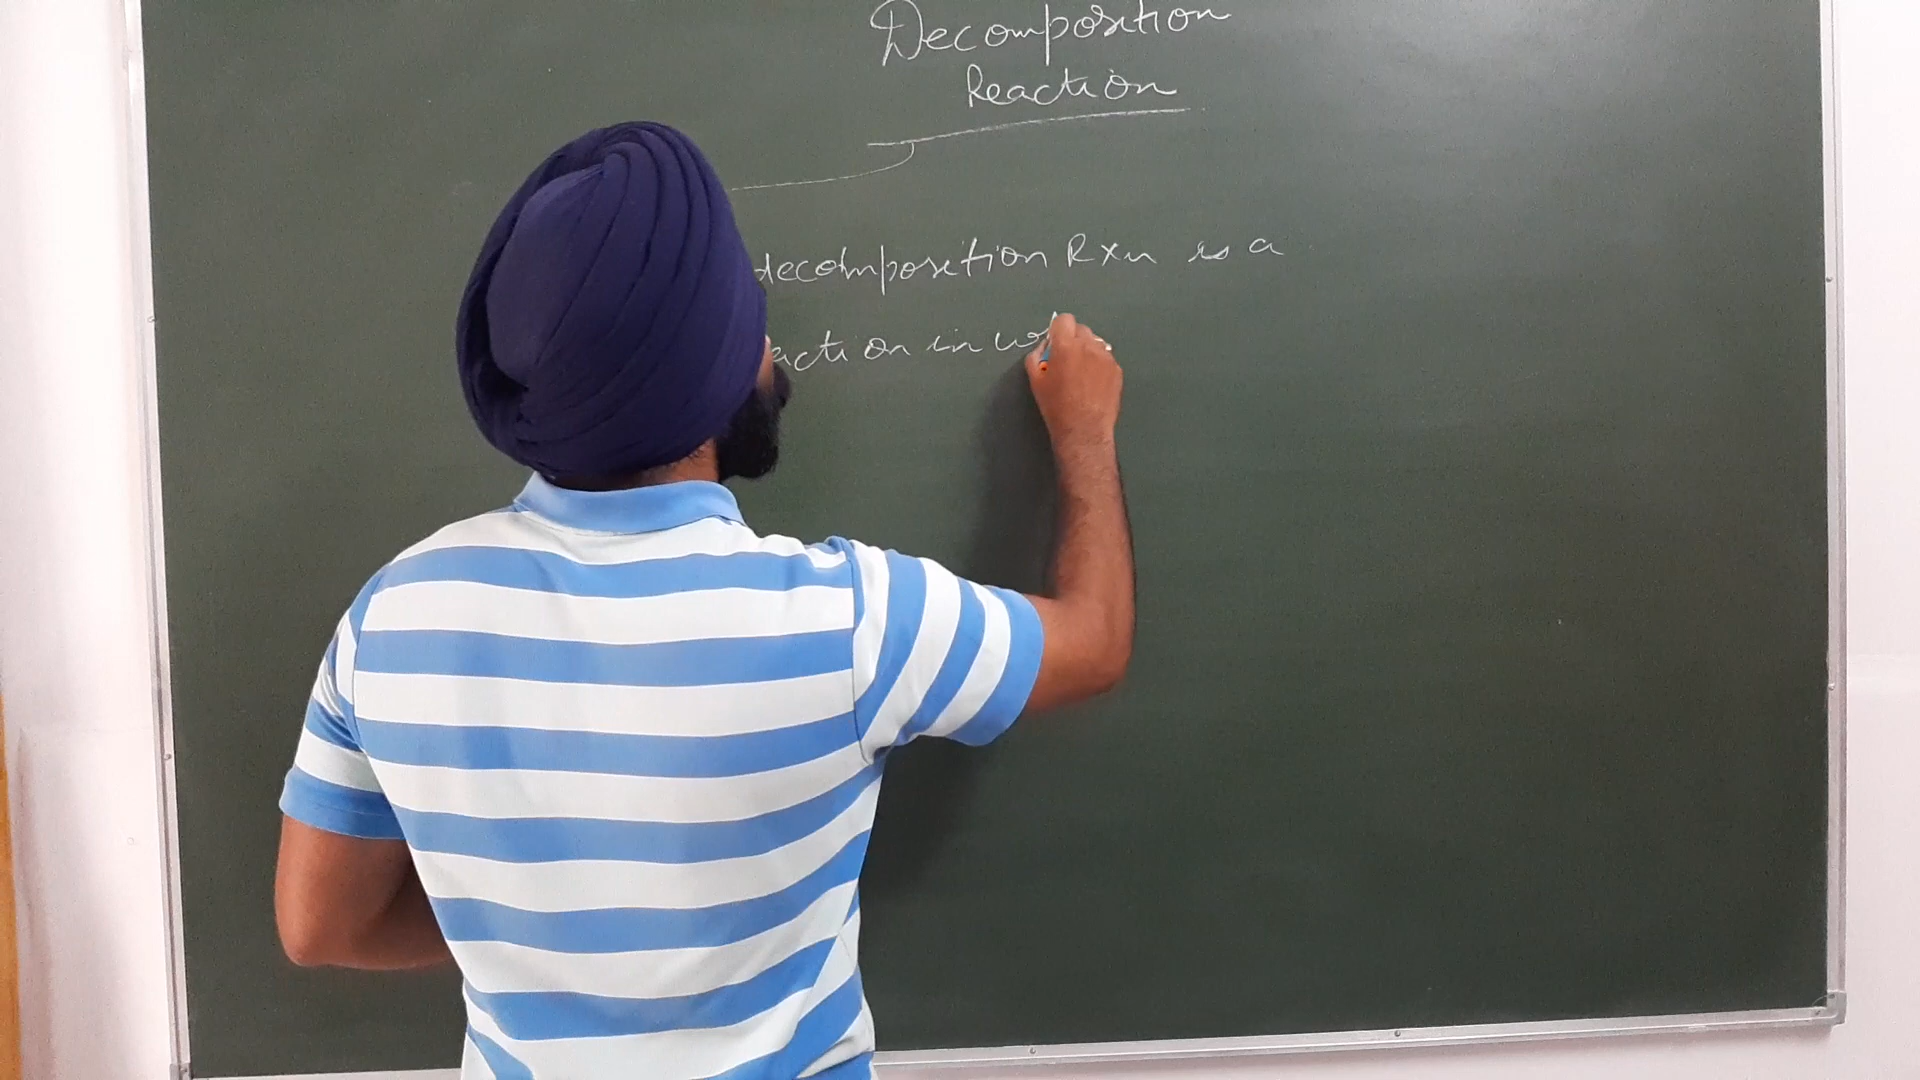 Decomposition
Reaction
decomposition Rxn is a
action in w